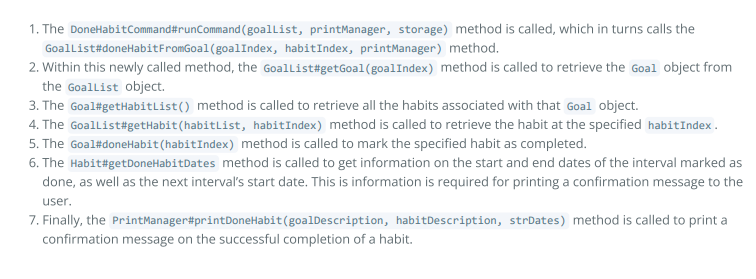 1. The DoneHabitCommand#runCommand(goalList, printManager, storage) method is called, which in turns calls the
GoalList#doneHabitFromGoal(goalIndex, habitIndex, printManager) method.
2. Within this newly called method, the GoalList#getGoal(goalIndex) method is called to retrieve the Goal object from
the GoalList object.
3. The Goal#getHabitList() method is called to retrieve all the habits associated with that Goal object.
4. The GoalList#getHabit(habitList, habitIndex) method is called to retrieve the habit at the specified habitIndex.
5. The Goal#doneHabit(habitIndex) method is called to mark the specified habit as completed.
6. The Habit#getDoneHabitDates method is called to get information on the start and end dates of the interval marked as
done, as well as the next interval's start date. This is information is required for printing a confirmation message to the
user.
7. Finally, the PrintManager#printDoneHabit(goalDescription, habitDescription, strDates) method is called to print a
confirmation message on the successful completion of a habit.